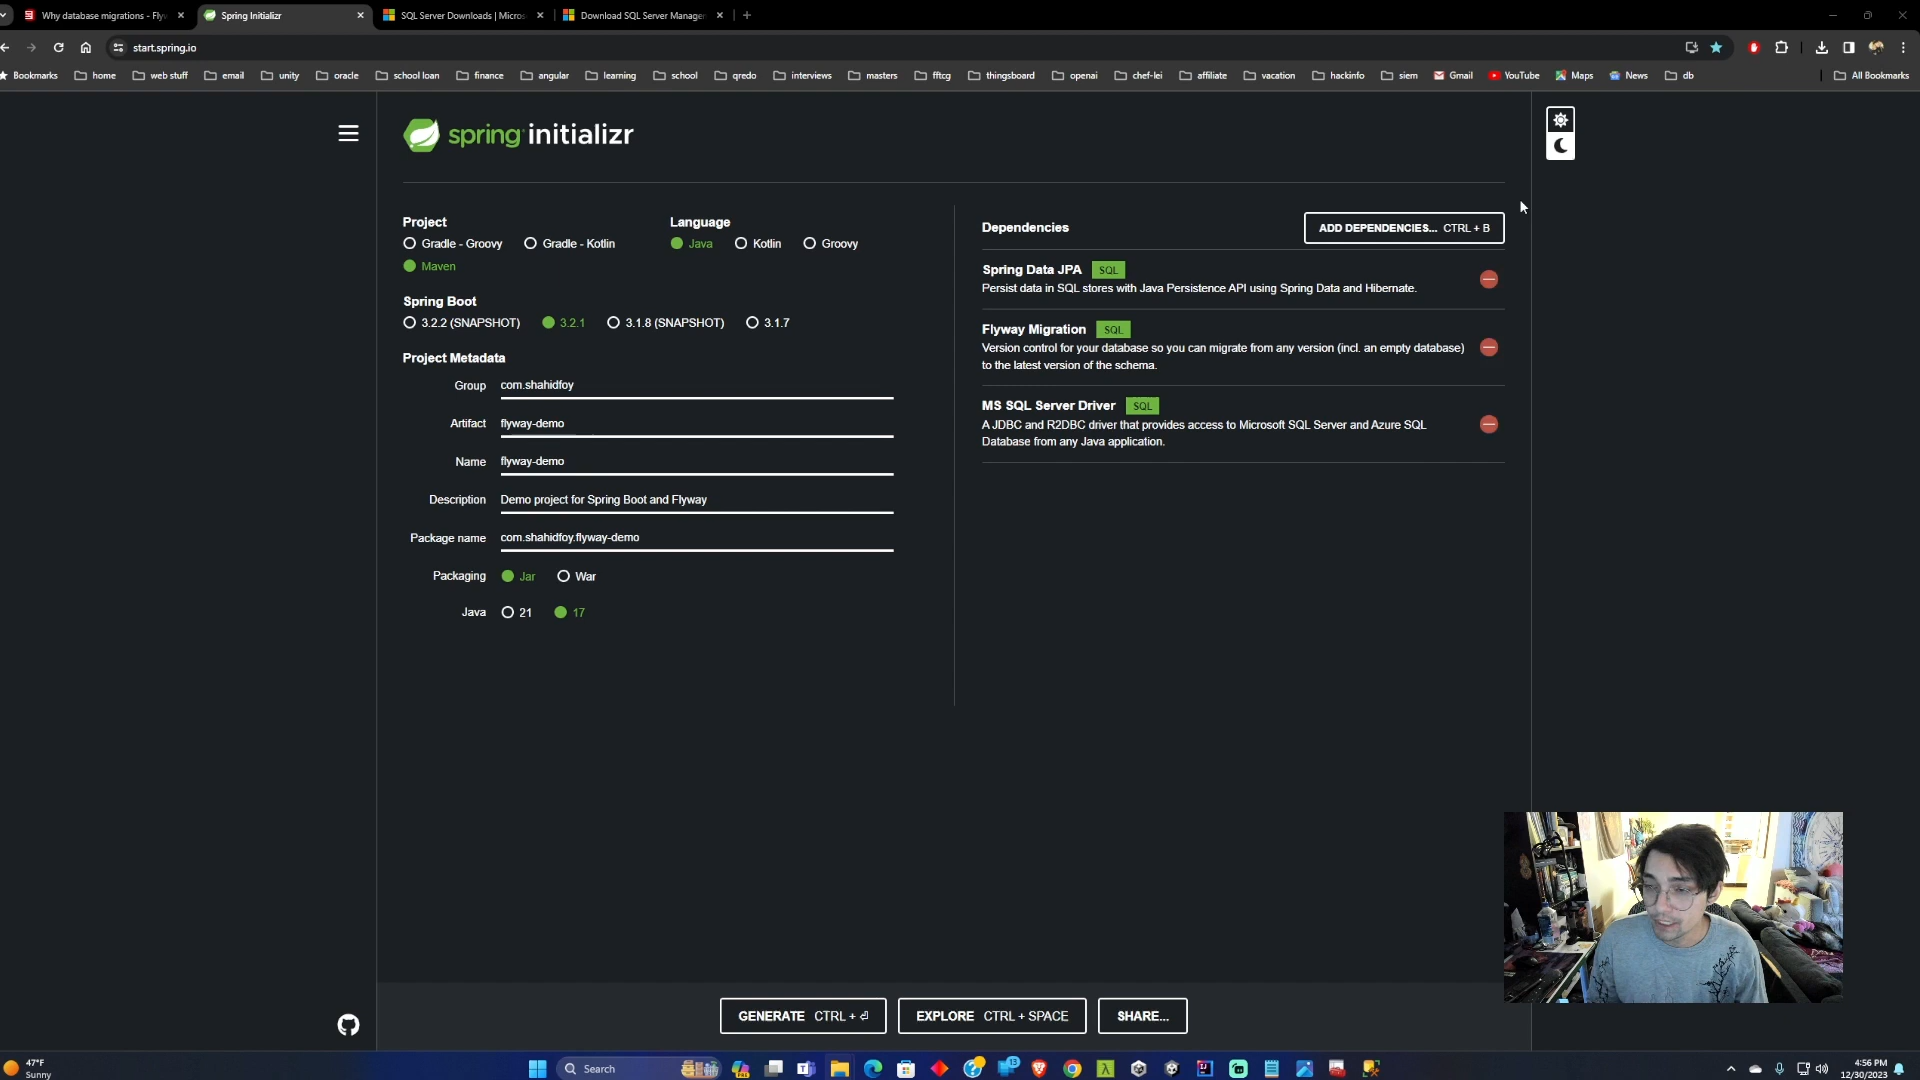 Why database migrations - Flyw
Spring Initializr
SQL Server Downloads | Micros
Download SQL Server Manager
start.spring.io
Bookmarks
home
web stuff
email
unity
oracle
school loan
finance
angular
learning
school
qredo
interviews
masters
fftcg
thingsboard
openai
chef-lei
affiliate
vacation
hackinfo
siem
Gmail
YouTube
Maps
News
db
All Bookmarks
spring initializr
Project
Gradle - Groovy
Gradle - Kotlin
Maven
Language
Java
Kotlin
Groovy
Spring Boot
3.2.2 (SNAPSHOT)
3.2.1
3.1.8 (SNAPSHOT)
3.1.7
Project Metadata
Group com.shahidfoy
Artifact flyway-demo
Name flyway-demo
Description Demo project for Spring Boot and Flyway
Package name com.shahidfoy.flyway-demo
Packaging Jar War
Java 21 17
Dependencies
ADD DEPENDENCIES... CTRL + B
Spring Data JPA SQL
Persist data in SQL stores with Java Persistence API using Spring Data and Hibernate.
Flyway Migration SQL
Version control for your database so you can migrate from any version (incl. an empty database)
to the latest version of the schema.
MS SQL Server Driver SQL
A JDBC and R2DBC driver that provides access to Microsoft SQL Server and Azure SQL
Database from any Java application.
GENERATE CTRL + ⏎
EXPLORE CTRL + SPACE
SHARE...
47°F
Sunny
Search
13
4:56 PM
12/30/2023